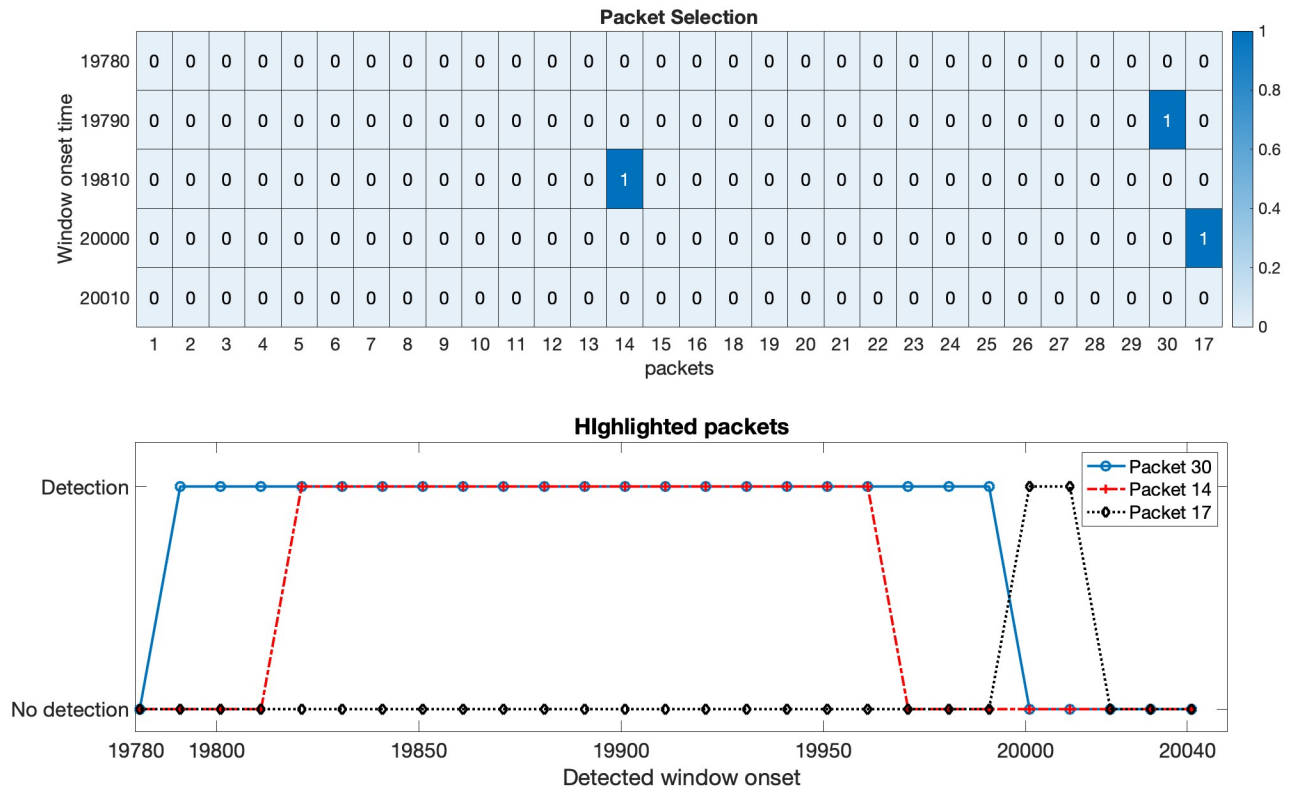 Packet Selection
Window onset time
19780 0 0 0 0 0 0 0 0 0 0 0 0 0 0 0 0 0 0 0 0 0 0 0 0 0 0 0 0 0 0
19790 0 0 0 0 0 0 0 0 0 0 0 0 0 0 0 0 0 0 0 0 0 0 0 0 0 0 0 0 1 0
19810 0 0 0 0 0 0 0 0 0 0 0 0 0 1 0 0 0 0 0 0 0 0 0 0 0 0 0 0 0 0
20000 0 0 0 0 0 0 0 0 0 0 0 0 0 0 0 0 0 0 0 0 0 0 0 0 0 0 0 0 0 1
20010 0 0 0 0 0 0 0 0 0 0 0 0 0 0 0 0 0 0 0 0 0 0 0 0 0 0 0 0 0 0
1 2 3 4 5 6 7 8 9 10 11 12 13 14 15 16 18 19 20 21 22 23 24 25 26 27 28 29 30 17
packets
1
0.8
0.6
0.4
0.2
0
HIghlighted packets
Detection
No detection
Packet 30
Packet 14
Packet 17
19780 19800 19850 19900 19950 20000 20040
Detected window onset